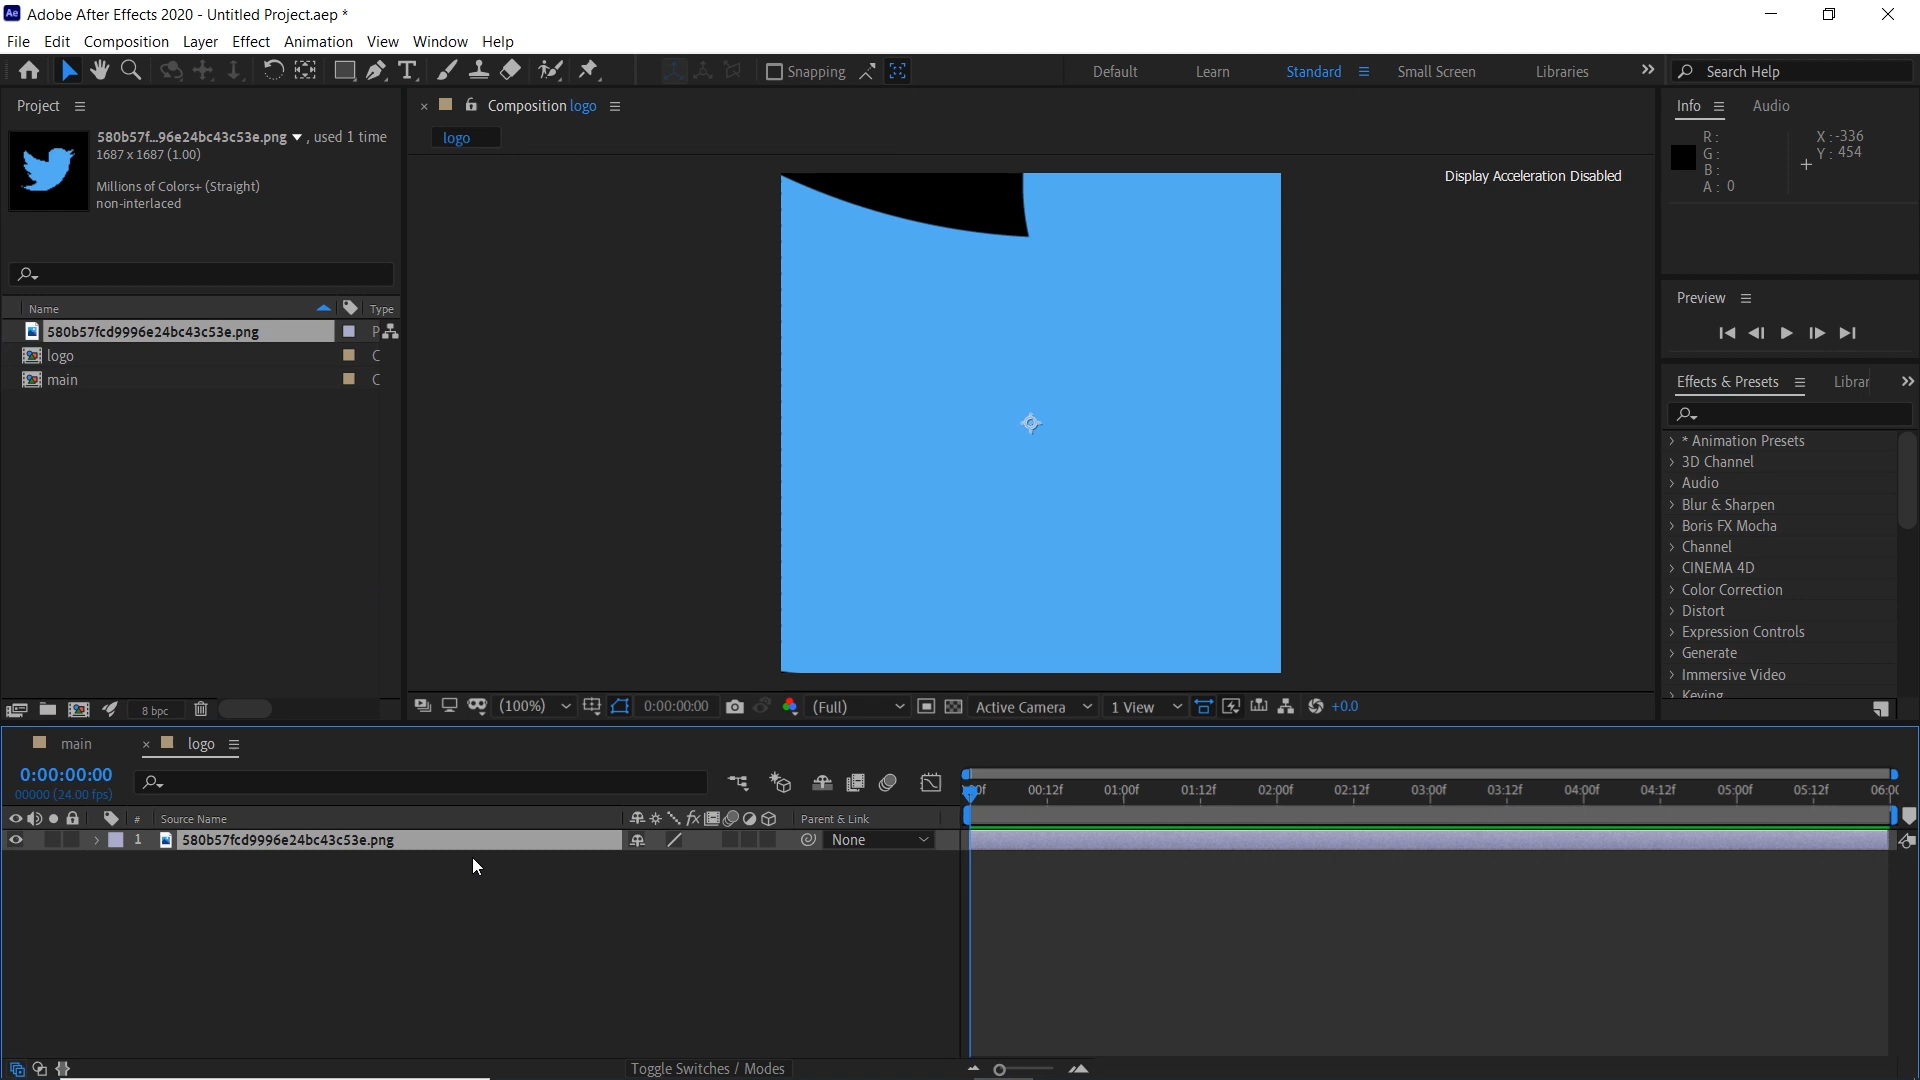 Adobe After Effects 2020 - Untitled Project.aep *
File Edit Composition Layer Effect Animation View Window Help
Snapping
Default Learn Standard Small Screen Libraries
Search Help
Project
580b57f...96e24bc43c53e.png , used 1 time
1687 x 1687 (1.00)
Millions of Colors+ (Straight)
non-interlaced
Name Type
580b57fcd9996e24bc43c53e.png P
logo C
main C
8 bpc
Composition logo
logo
Display Acceleration Disabled
(100%) 0:00:00:00 (Full) Active Camera 1 View +0.0
Info Audio
R: X: -336
G: Y: 454
B:
A: 0
Preview
Effects & Presets Librar
* Animation Presets
3D Channel
Audio
Blur & Sharpen
Boris FX Mocha
Channel
CINEMA 4D
Color Correction
Distort
Expression Controls
Generate
Immersive Video
Keying
main logo
0:00:00:00
00000 (24.00 fps)
00f 00:12f 01:00f 01:12f 02:00f 02:12f 03:00f 03:12f 04:00f 04:12f 05:00f 05:12f 06:00
# Source Name fx Parent & Link
1 580b57fcd9996e24bc43c53e.png None
Toggle Switches / Modes